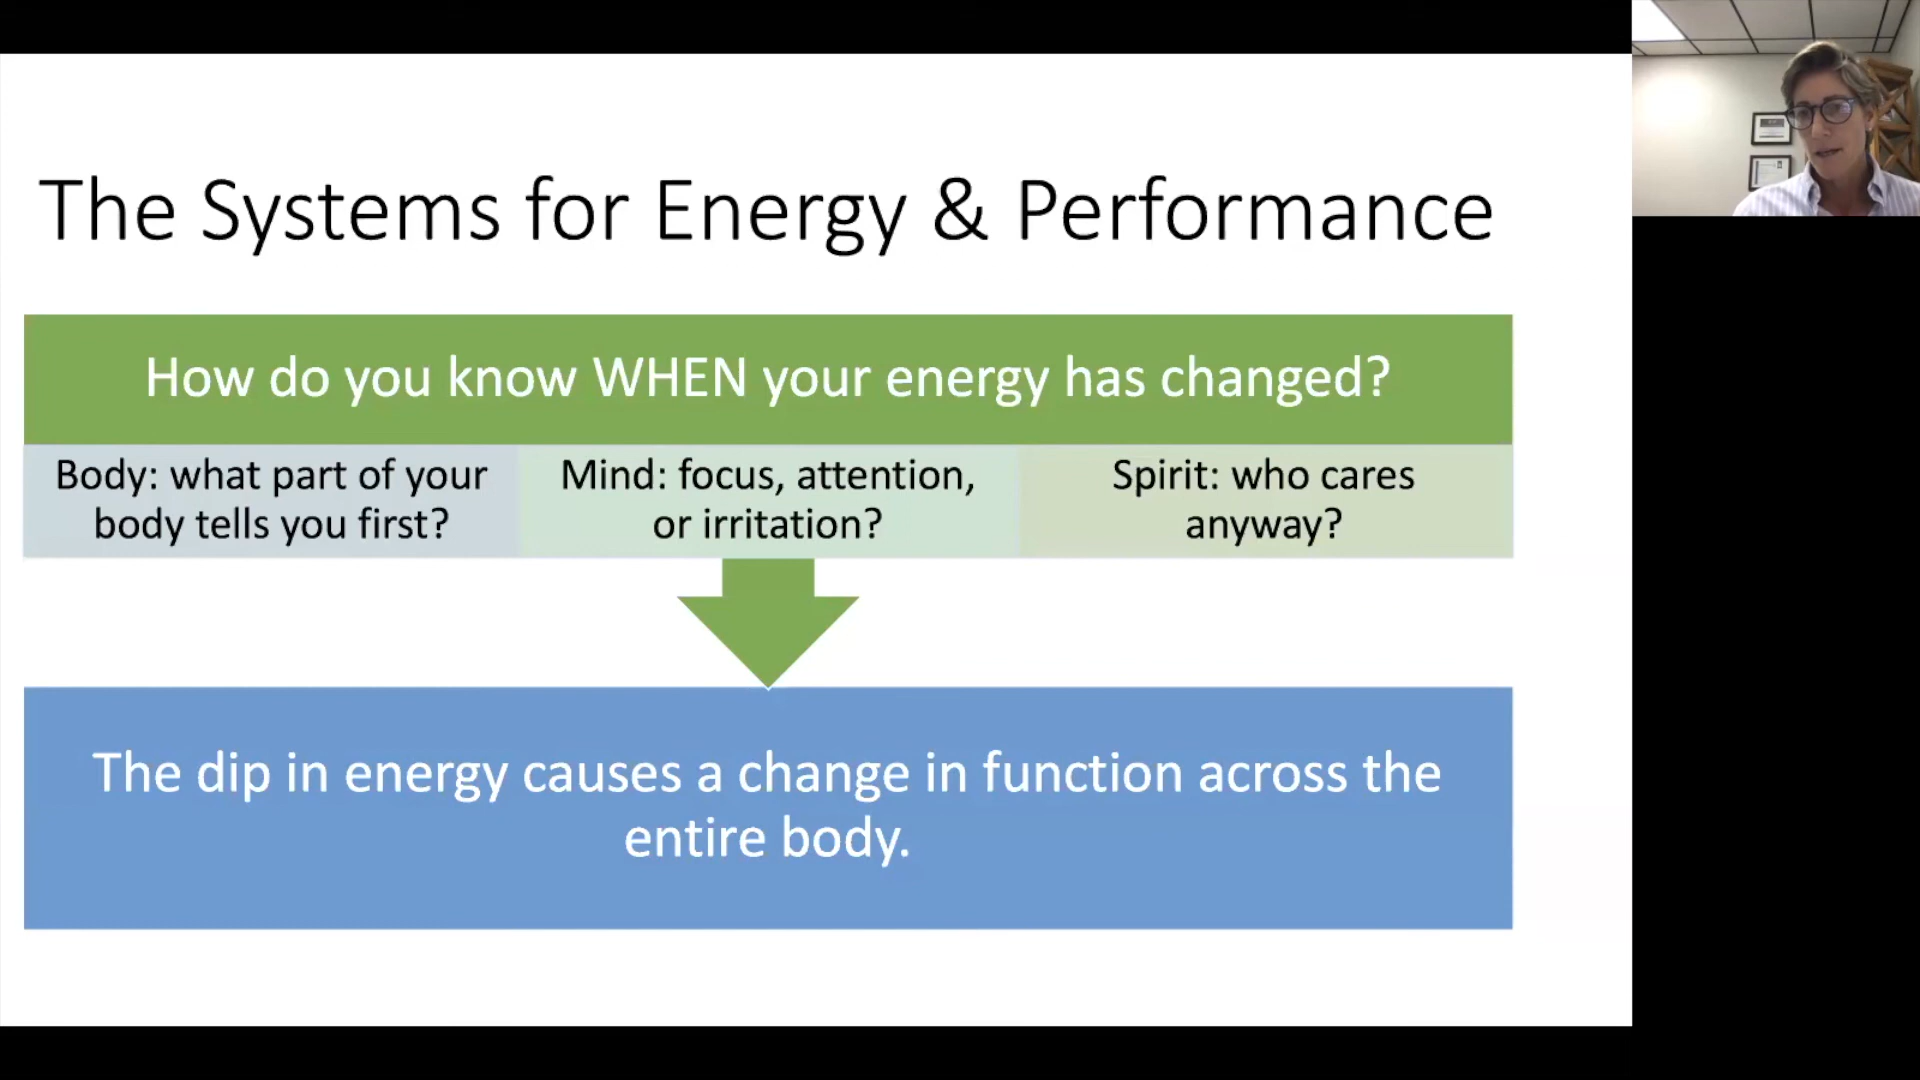 The Systems for Energy & Performance
How do you know WHEN your energy has changed?
Body: what part of your
body tells you first?
Mind: focus, attention,
or irritation?
Spirit: who cares
anyway?
The dip in energy causes a change in function across the
entire body.